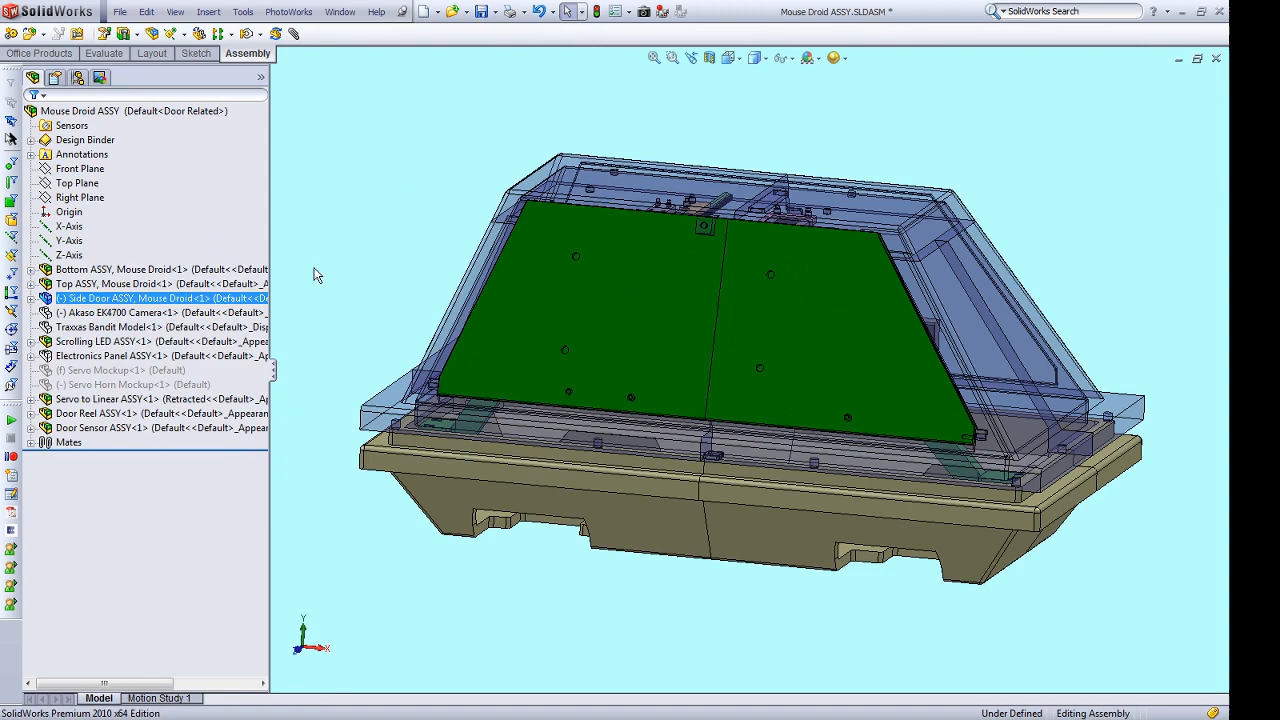 SolidWorks File Edit View Insert Tools PhotoWorks Window Help Mouse Droid ASSY.SLDASM * SolidWorks Search
Office Products Evaluate Layout Sketch Assembly
Mouse Droid ASSY (Default<Door Related>)
Sensors
Design Binder
Annotations
Front Plane
Top Plane
Right Plane
Origin
X-Axis
Y-Axis
Z-Axis
Bottom ASSY, Mouse Droid<1> (Default<<Default
Top ASSY, Mouse Droid<1> (Default<<Default>_A
(-) Side Door ASSY, Mouse Droid<1> (Default<<De
(-) Akaso EK4700 Camera<1> (Default<<Default>_
Traxxas Bandit Model<1> (Default<<Default>_Disp
Scrolling LED ASSY<1> (Default<<Default>_Appear
Electronics Panel ASSY<1> (Default<<Default>_Ap
(f) Servo Mockup<1> (Default)
(-) Servo Horn Mockup<1> (Default)
Servo to Linear ASSY<1> (Retracted<<Default>_Ap
Door Reel ASSY<1> (Default<<Default>_Appearan
Door Sensor ASSY<1> (Default<<Default>_Appear
Mates
Y
X
Z
Model Motion Study 1
SolidWorks Premium 2010 x64 Edition Under Defined Editing Assembly